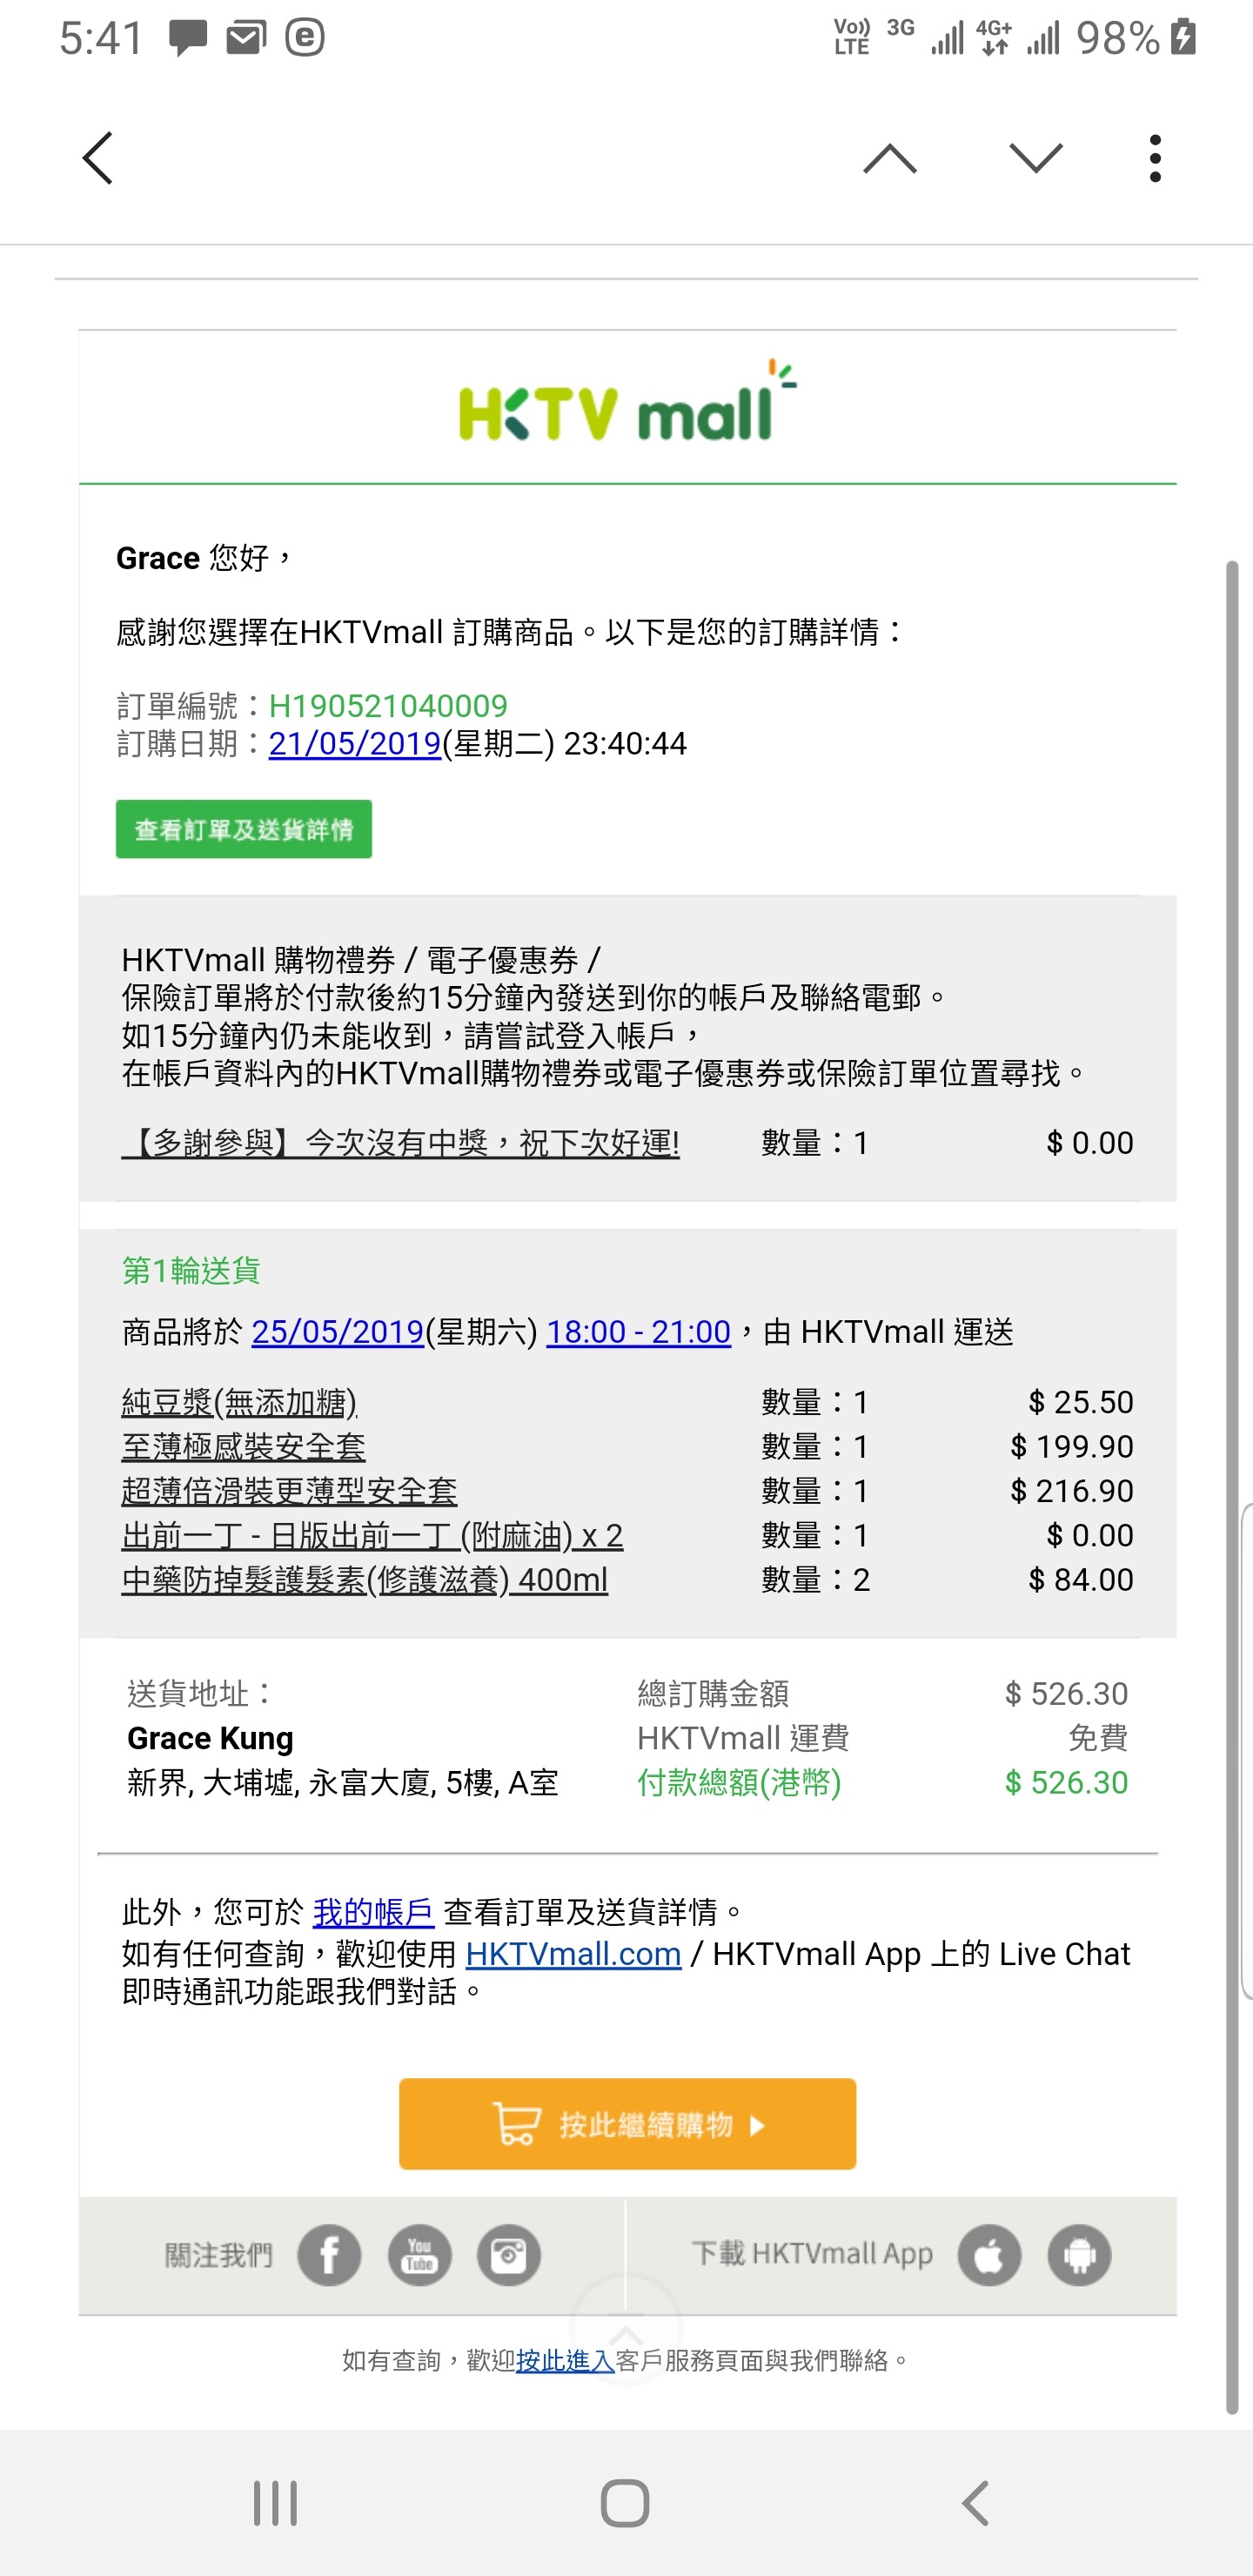 5:41
Vo)) LTE 3G 4G+ 98%
HKTV mall
Grace 您好，
感謝您選擇在HKTVmall 訂購商品。以下是您的訂購詳情：
訂單編號：H190521040009
訂購日期：21/05/2019(星期二) 23:40:44
查看訂單及送貨詳情
HKTVmall 購物禮券 / 電子優惠券 /
保險訂單將於付款後約15分鐘內發送到你的帳戶及聯絡電郵。
如15分鐘內仍未能收到，請嘗試登入帳戶，
在帳戶資料內的HKTVmall購物禮券或電子優惠券或保險訂單位置尋找。
【多謝參與】今次沒有中獎，祝下次好運! 數量：1 $ 0.00
第1輪送貨
商品將於 25/05/2019(星期六) 18:00 - 21:00，由 HKTVmall 運送
純豆漿(無添加糖) 數量：1 $ 25.50
至薄極感裝安全套 數量：1 $ 199.90
超薄倍滑裝更薄型安全套 數量：1 $ 216.90
出前一丁 - 日版出前一丁 (附麻油) x 2 數量：1 $ 0.00
中藥防掉髮護髮素(修護滋養) 400ml 數量：2 $ 84.00
送貨地址： 總訂購金額 $ 526.30
Grace Kung HKTVmall 運費 免費
新界, 大埔墟, 永富大廈, 5樓, A室 付款總額(港幣) $ 526.30
此外，您可於 我的帳戶 查看訂單及送貨詳情。
如有任何查詢，歡迎使用 HKTVmall.com / HKTVmall App 上的 Live Chat
即時通訊功能跟我們對話。
按此繼續購物
關注我們 f You Tube 下載 HKTVmall App
如有查詢，歡迎按此進入客戶服務頁面與我們聯絡。